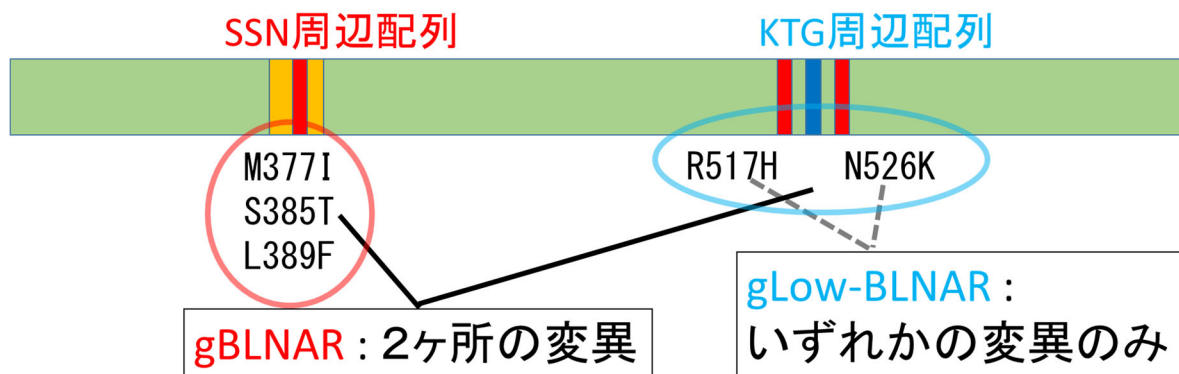 SSN周辺配列
KTG周辺配列
M377I
S385T
L389F
R517H N526K
gBLNAR：2ヶ所の変異
gLow-BLNAR：
いずれかの変異のみ